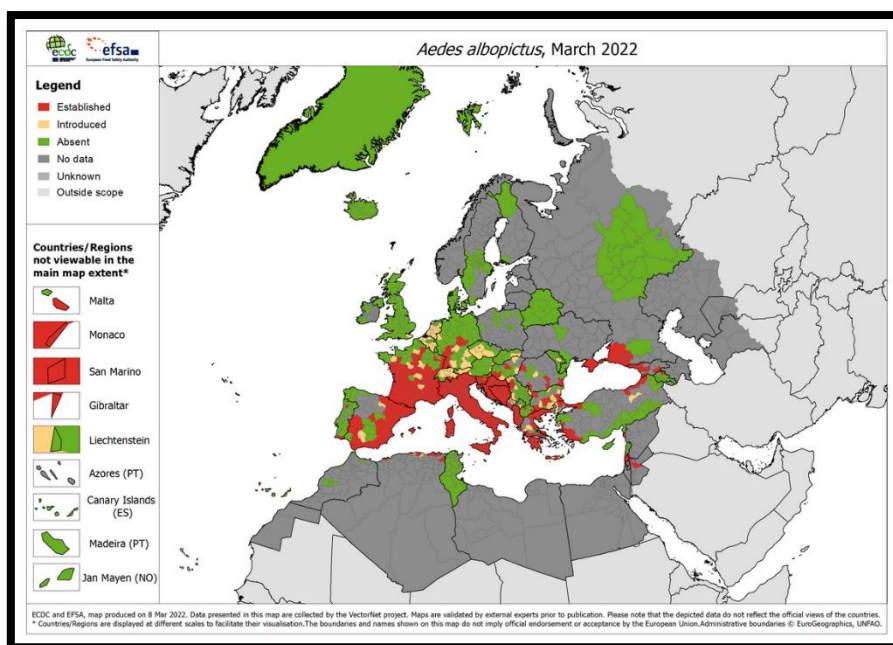 ecdc
efsa
European Food Safety Authority
Aedes albopictus, March 2022
Legend
Established
Introduced
Absent
No data
Unknown
Outside scope
Countries/Regions
not viewable in the
main map extent*
Malta
Monaco
San Marino
Gibraltar
Liechtenstein
Azores (PT)
Canary Islands
(ES)
Madeira (PT)
Jan Mayen (NO)
ECDC and EFSA, map produced on 8 Mar 2022. Data presented in this map are collected by the VectorNet project. Maps are validated by external experts prior to publication. Please note that the depicted data do not reflect the official views of the countries.
* Countries/Regions are displayed at different scales to facilitate their visualisation.The boundaries and names shown on this map do not imply official endorsement or acceptance by the European Union.Administrative boundaries © EuroGeographics, UNFAO.